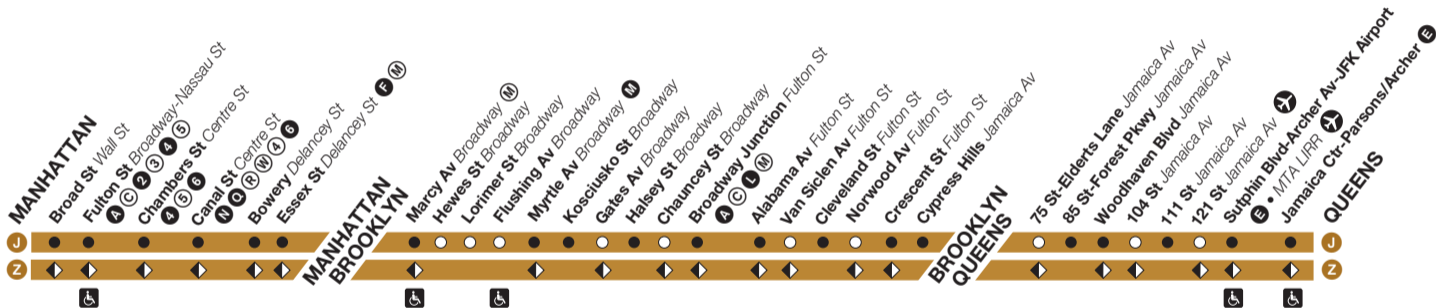 MANHATTAN
Broad St Wall St
Fulton St Broadway-Nassau St
A C 2 3 4 5
Chambers St Centre St
4 5 6
Canal St Centre St
N Q R W 4 6
Bowery Delancey St
Essex St Delancey St F M
MANHATTAN
BROOKLYN
Marcy Av Broadway M
Hewes St Broadway
Lorimer St Broadway
Flushing Av Broadway
Myrtle Av Broadway M
Kosciusko St Broadway
Gates Av Broadway
Halsey St Broadway
Chauncey St Broadway
Broadway Junction Fulton St
A C L M
Alabama Av Fulton St
Van Siclen Av Fulton St
Cleveland St Fulton St
Norwood Av Fulton St
Crescent St Fulton St
Cypress Hills Jamaica Av
BROOKLYN
QUEENS
75 St-Elderts Lane Jamaica Av
85 St-Forest Pkwy Jamaica Av
Woodhaven Blvd Jamaica Av
104 St Jamaica Av
111 St Jamaica Av
121 St Jamaica Av
Sutphin Blvd-Archer Av-JFK Airport
E • MTA LIRR
Jamaica Ctr-Parsons/Archer E
QUEENS
J J
Z Z